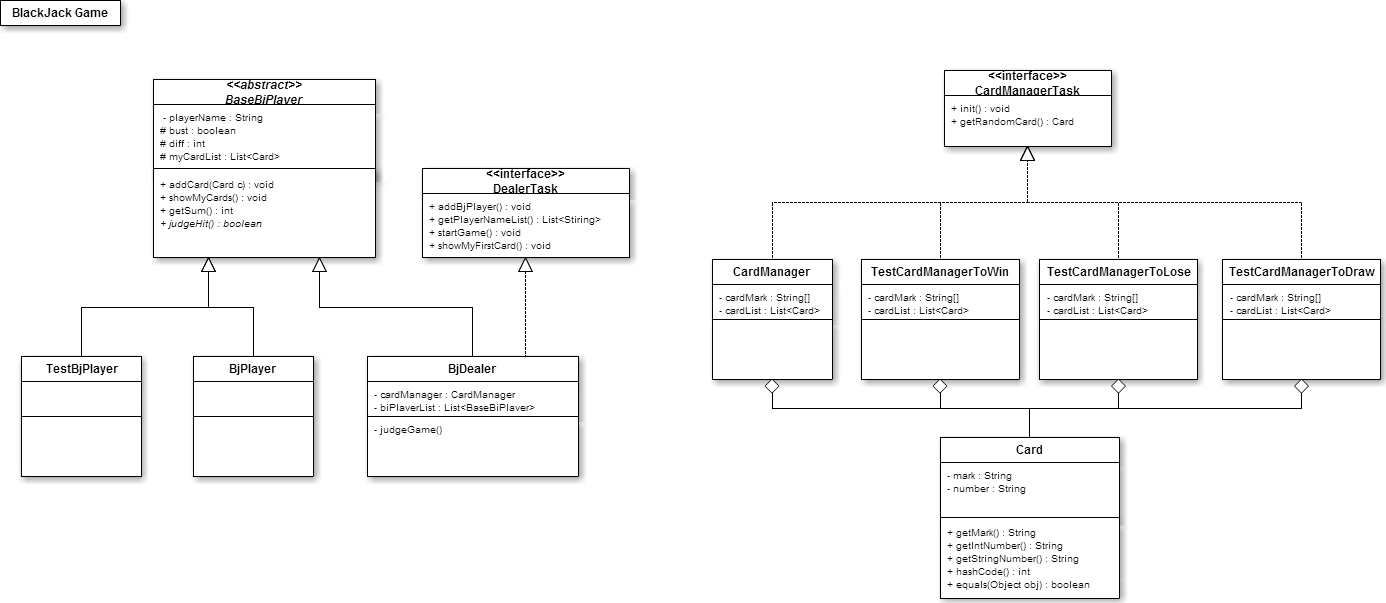 BlackJack Game
<<abstract>>
BaseBjPlayer
- playerName : String
# bust : boolean
# diff : int
# myCardList : List<Card>
+ addCard(Card c) : void
+ showMyCards() : void
+ getSum() : int
+ judgeHit() : boolean
<<interface>>
DealerTask
+ addBjPlayer() : void
+ getPlayerNameList() : List<Stiring>
+ startGame() : void
+ showMyFirstCard() : void
TestBjPlayer
BjPlayer
BjDealer
- cardManager : CardManager
- bjPlayerList : List<BaseBjPlayer>
- judgeGame()
<<interface>>
CardManagerTask
+ init() : void
+ getRandomCard() : Card
CardManager
- cardMark : String[]
- cardList : List<Card>
TestCardManagerToWin
- cardMark : String[]
- cardList : List<Card>
TestCardManagerToLose
- cardMark : String[]
- cardList : List<Card>
TestCardManagerToDraw
- cardMark : String[]
- cardList : List<Card>
Card
- mark : String
- number : String
+ getMark() : String
+ getIntNumber() : String
+ getStringNumber() : String
+ hashCode() : int
+ equals(Object obj) : boolean